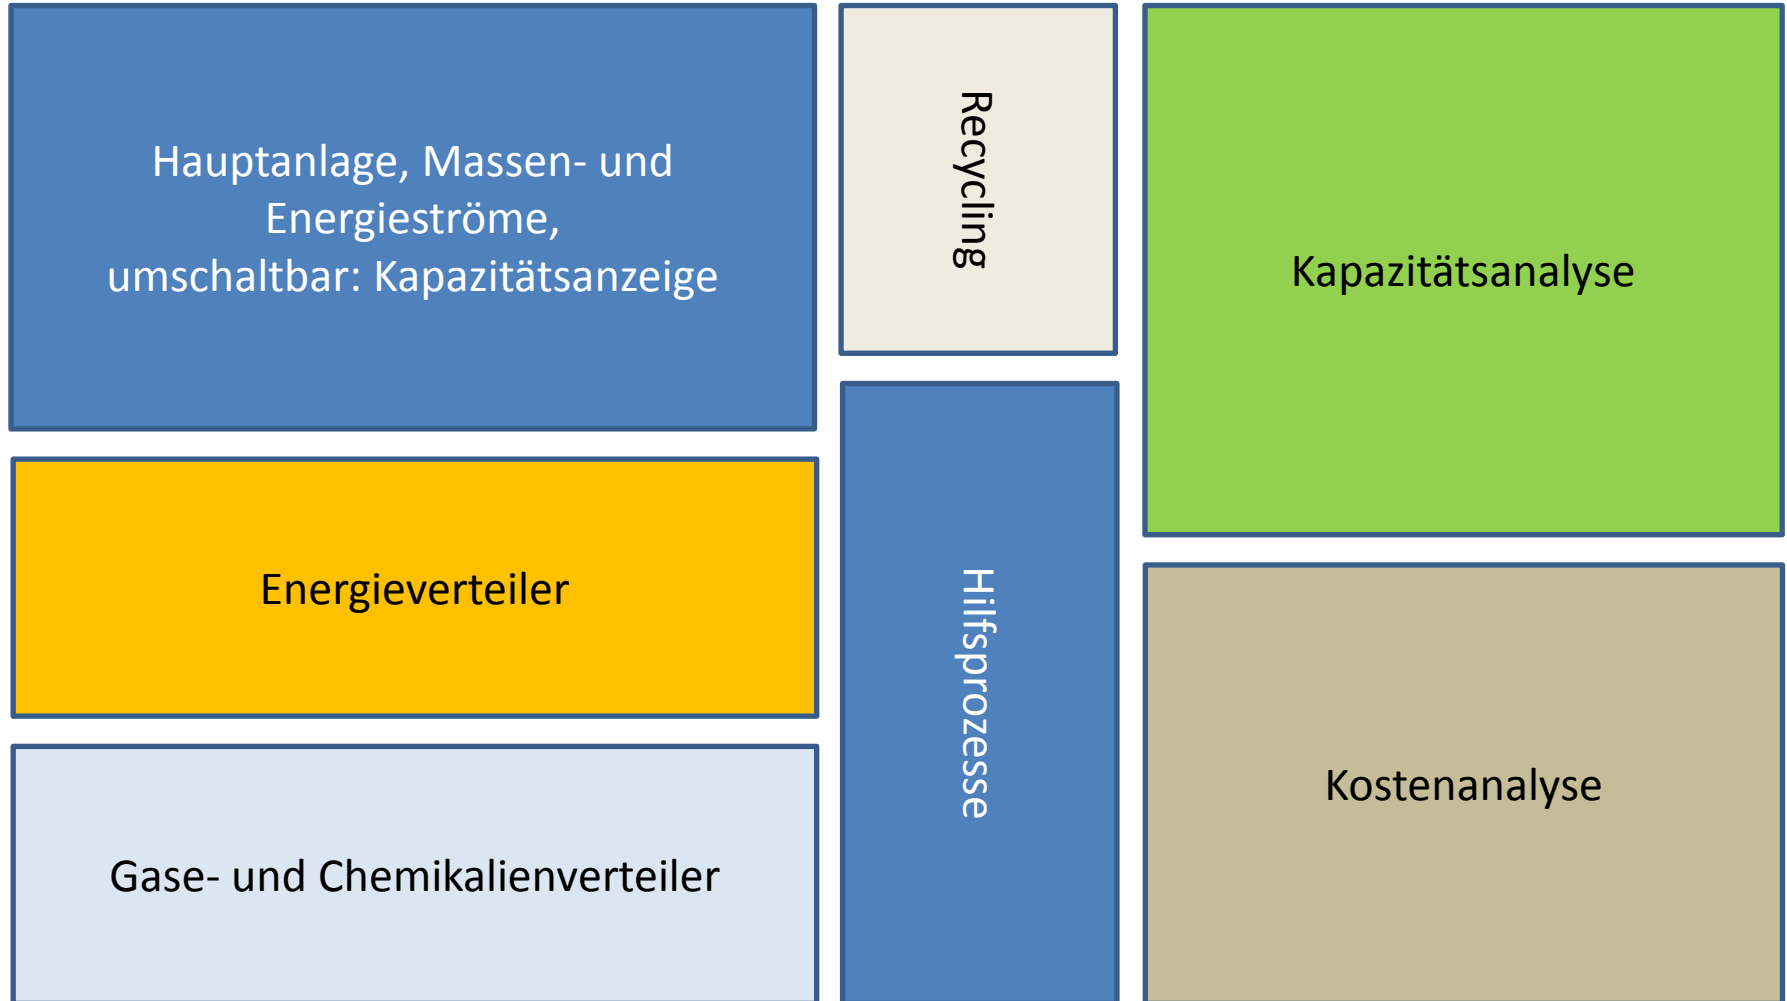 Hauptanlage, Massen- und
Energieströme,
umschaltbar: Kapazitätsanzeige
Energieverteiler
Gase- und Chemikalienverteiler
Recycling
Hilfsprozesse
Kapazitätsanalyse
Kostenanalyse